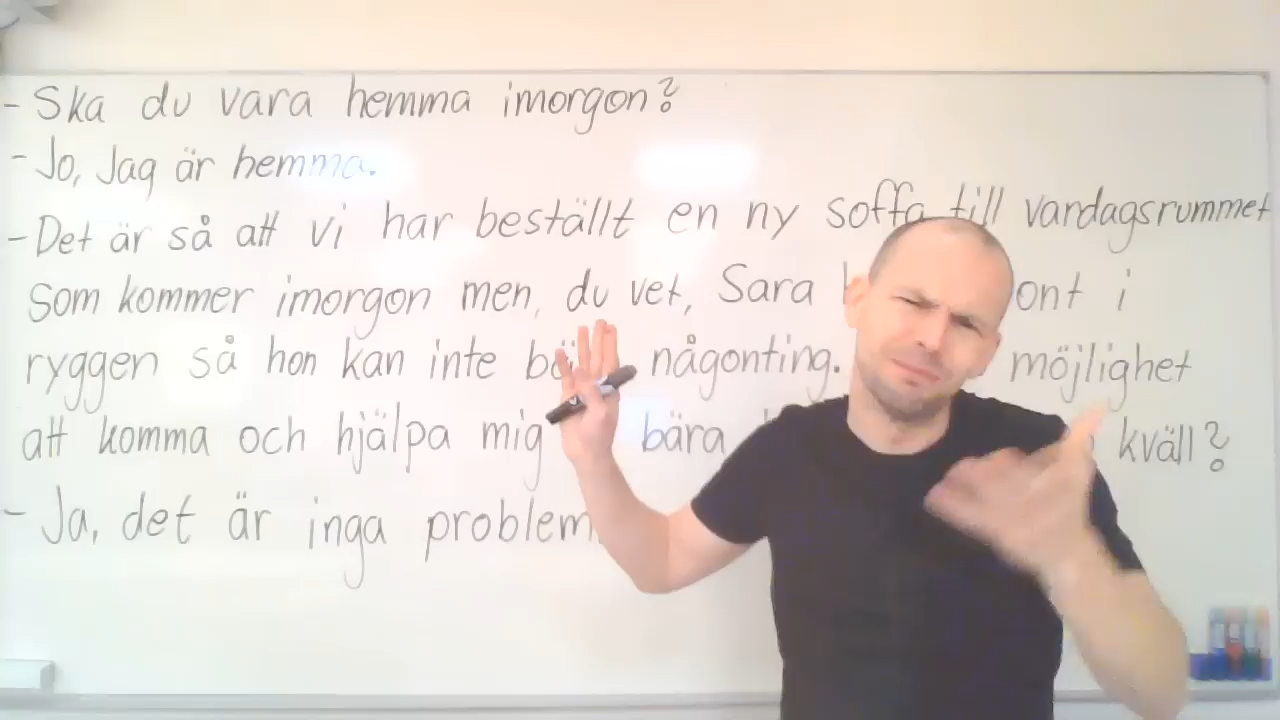 - Ska du vara hemma imorgon?
- Jo, Jag är hemma.
- Det är så att vi har beställt en ny soffa till vardagsrummet
Som kommer imorgon men, du vet, Sara ont i
ryggen så hon kan inte någonting. möjlighet
att komma och hjälpa mig bära kväll?
- Ja, det är inga problem